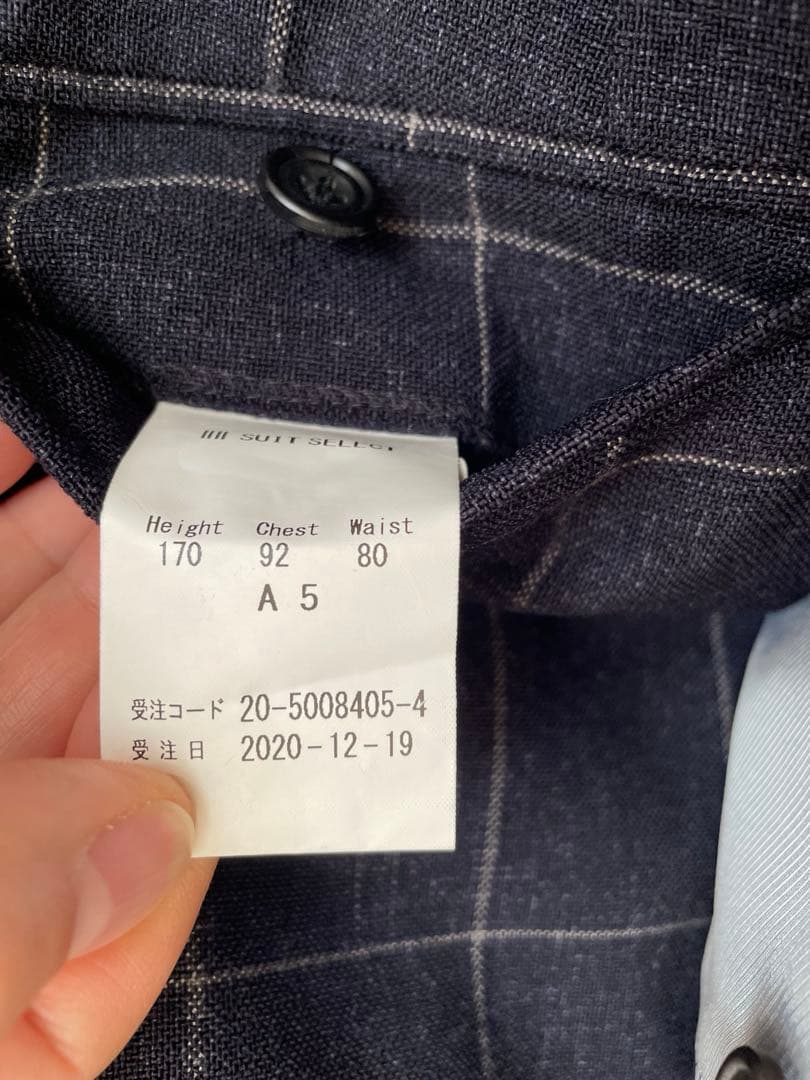 SUIT SELECT
Height Chest Waist
170 92 80
A 5
受注コード 20-5008405-4
受注日 2020-12-19